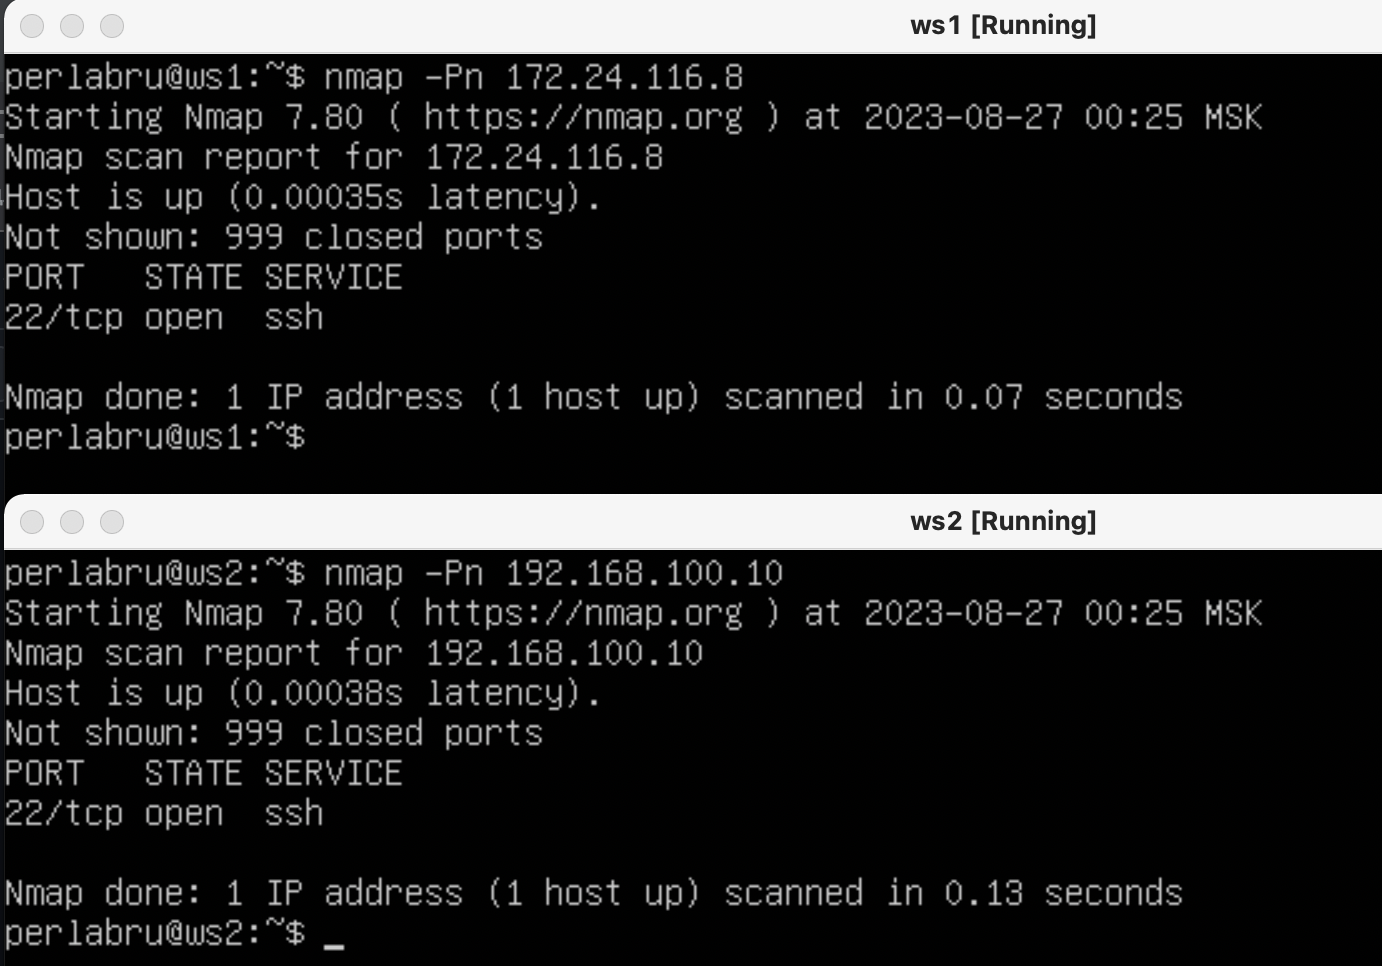 ws1 [Running]
perlabru@ws1:~$ nmap -Pn 172.24.116.8
Starting Nmap 7.80 ( https://nmap.org ) at 2023-08-27 00:25 MSK
Nmap scan report for 172.24.116.8
Host is up (0.00035s latency).
Not shown: 999 closed ports
PORT   STATE SERVICE
22/tcp open  ssh
Nmap done: 1 IP address (1 host up) scanned in 0.07 seconds
perlabru@ws1:~$
ws2 [Running]
perlabru@ws2:~$ nmap -Pn 192.168.100.10
Starting Nmap 7.80 ( https://nmap.org ) at 2023-08-27 00:25 MSK
Nmap scan report for 192.168.100.10
Host is up (0.00038s latency).
Not shown: 999 closed ports
PORT   STATE SERVICE
22/tcp open  ssh
Nmap done: 1 IP address (1 host up) scanned in 0.13 seconds
perlabru@ws2:~$ _